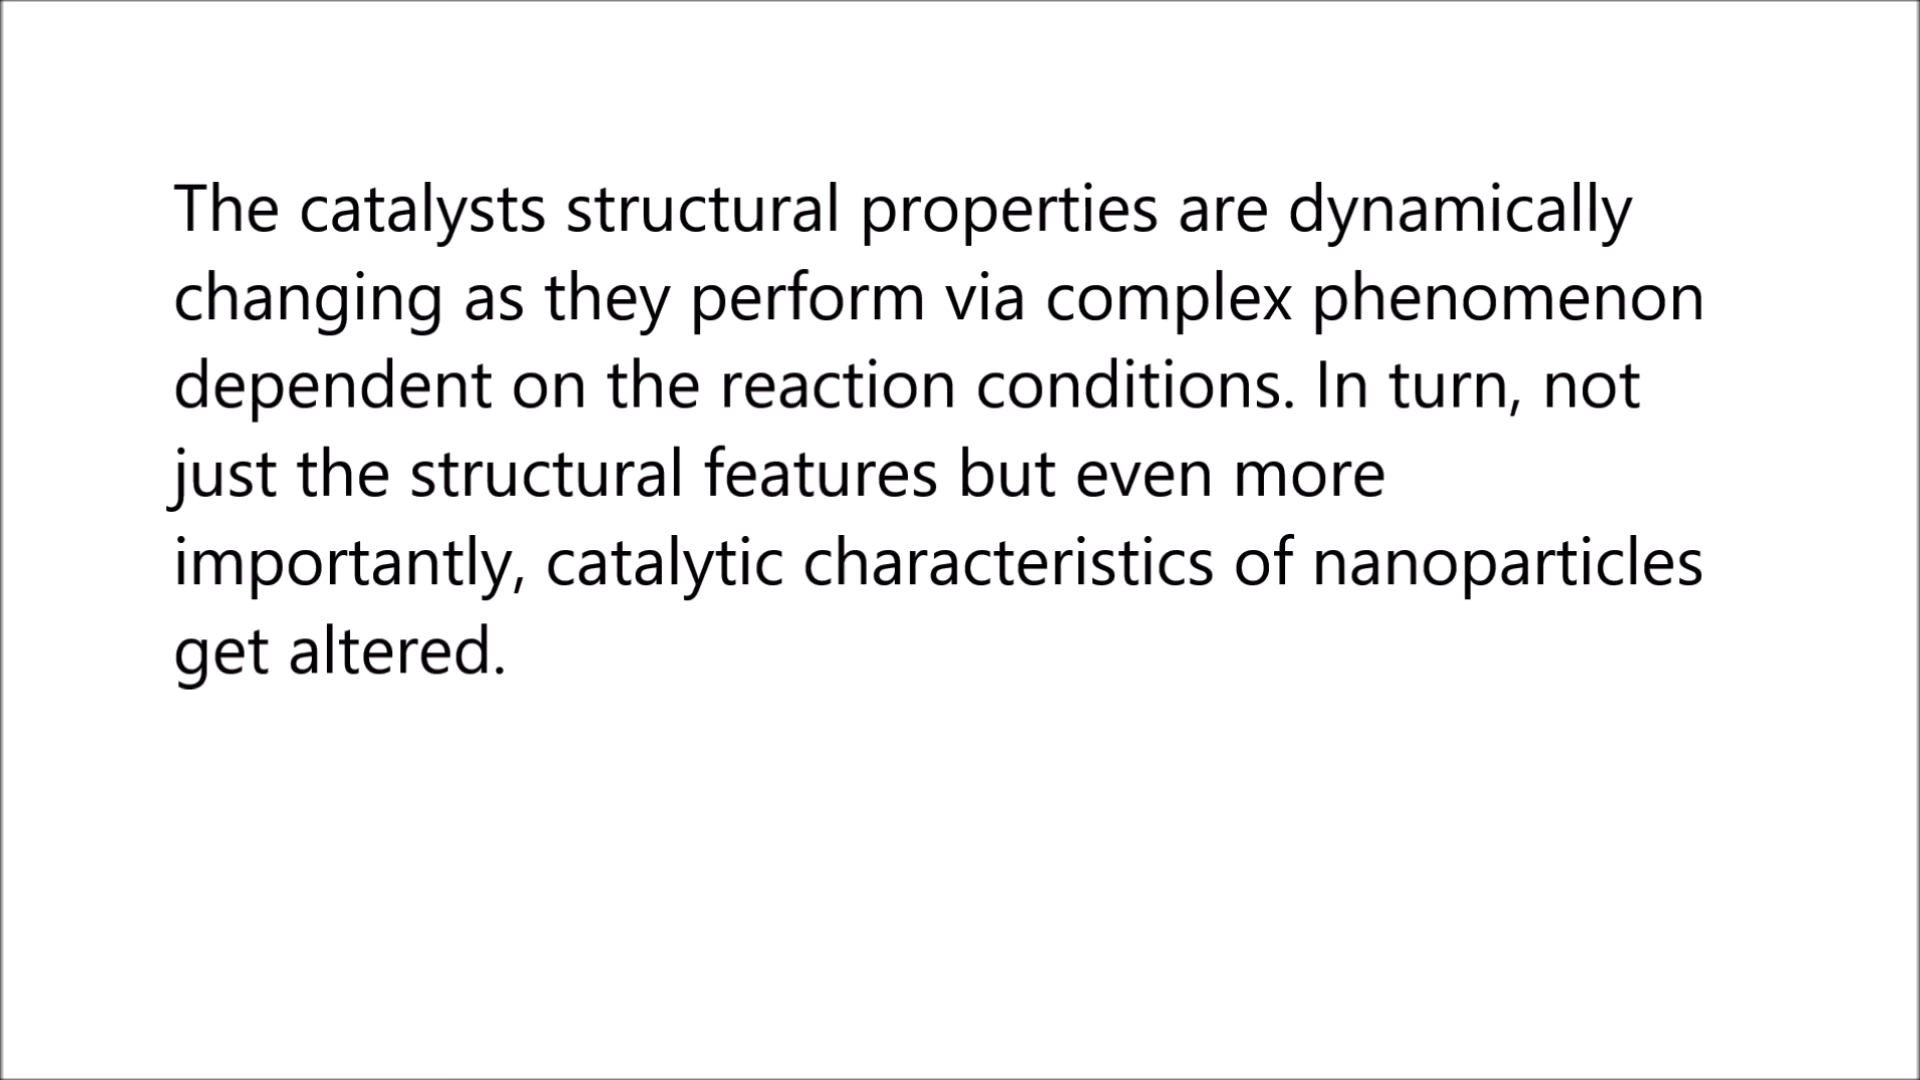 The catalysts structural properties are dynamically
changing as they perform via complex phenomenon
dependent on the reaction conditions. In turn, not
just the structural features but even more
importantly, catalytic characteristics of nanoparticles
get altered.